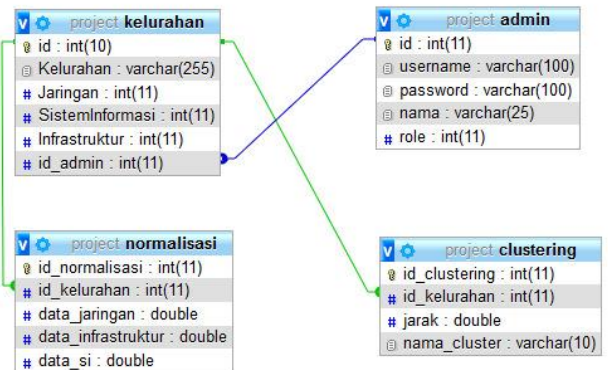 project kelurahan
id : int(10)
Kelurahan : varchar(255)
Jaringan : int(11)
SistemInformasi : int(11)
Infrastruktur : int(11)
id_admin : int(11)
project admin
id : int(11)
username : varchar(100)
password : varchar(100)
nama : varchar(25)
role : int(11)
project normalisasi
id_normalisasi : int(11)
id_kelurahan : int(11)
data_jaringan : double
data_infrastruktur : double
data_si : double
project clustering
id_clustering : int(11)
id_kelurahan : int(11)
jarak : double
nama_cluster : varchar(10)